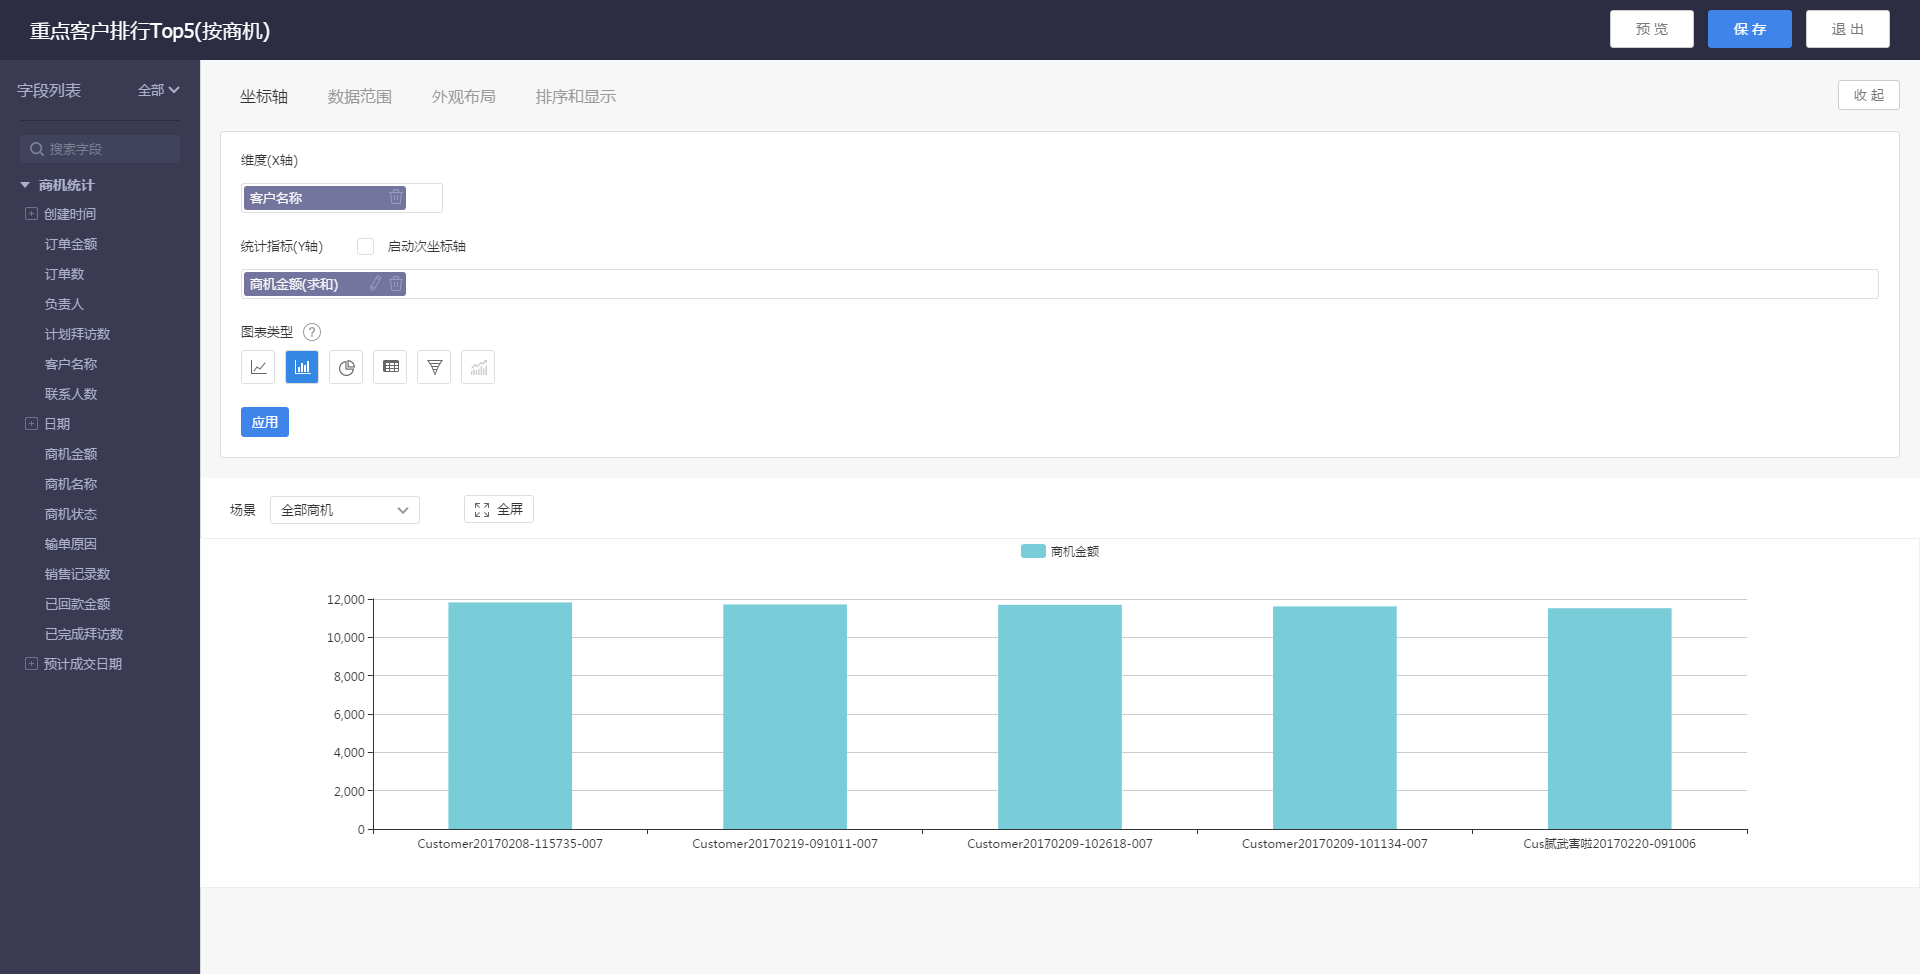 重点客户排行Top5(按商机)
预 览
保 存
退 出
字段列表
全部
搜索字段
商机统计
创建时间
订单金额
订单数
负责人
计划拜访数
客户名称
联系人数
日期
商机金额
商机名称
商机状态
输单原因
销售记录数
已回款金额
已完成拜访数
预计成交日期
坐标轴
数据范围
外观布局
排序和显示
收 起
维度(X轴)
客户名称
统计指标(Y轴)
启动次坐标轴
商机金额(求和)
图表类型
?
应用
场景
全部商机
全屏
商机金额
12,000
10,000
8,000
6,000
4,000
2,000
0
Customer20170208-115735-007
Customer20170219-091011-007
Customer20170209-102618-007
Customer20170209-101134-007
Cus腻武害啦20170220-091006